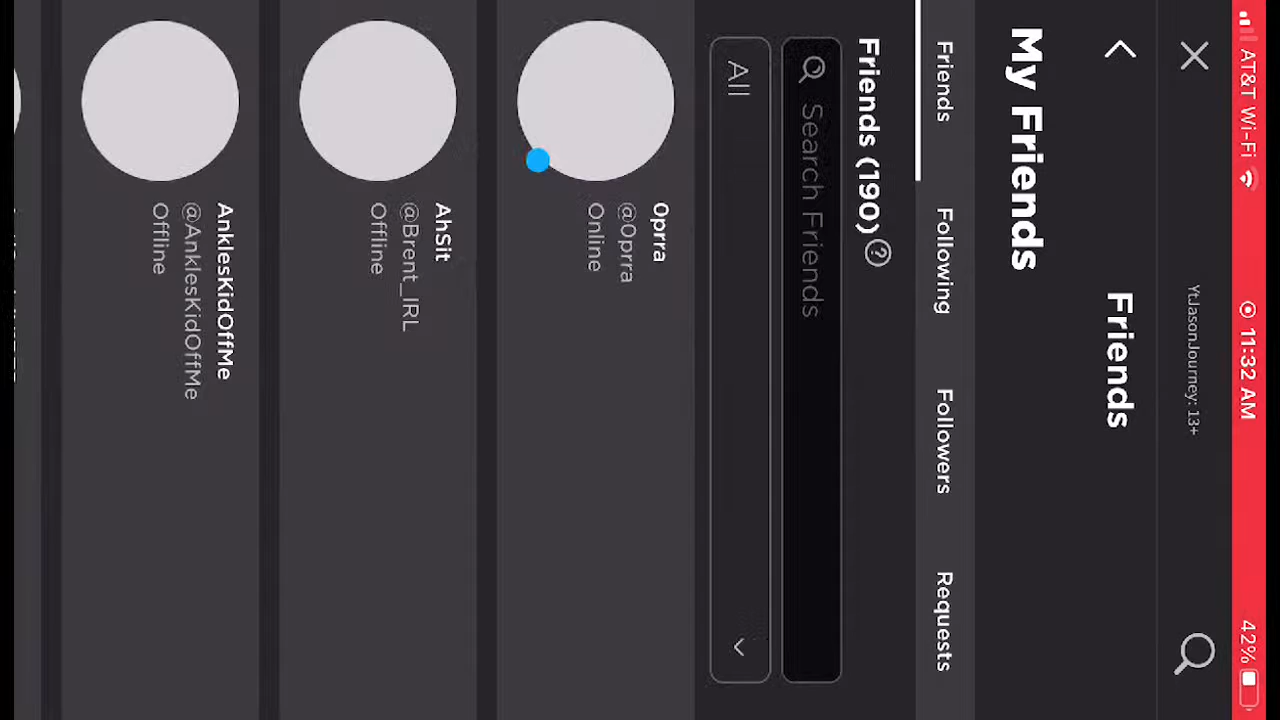 AT&T Wi-Fi 11:32 AM 42%
YtJasonJourney: 13+
Friends
My Friends
Friends Following Followers Requests
Friends (190) ?
Search Friends
All
Oprra
@0prra
Online
AhSit
@Brent_IRL
Offline
AnklesKidOffMe
@AnklesKidOffMe
Offline